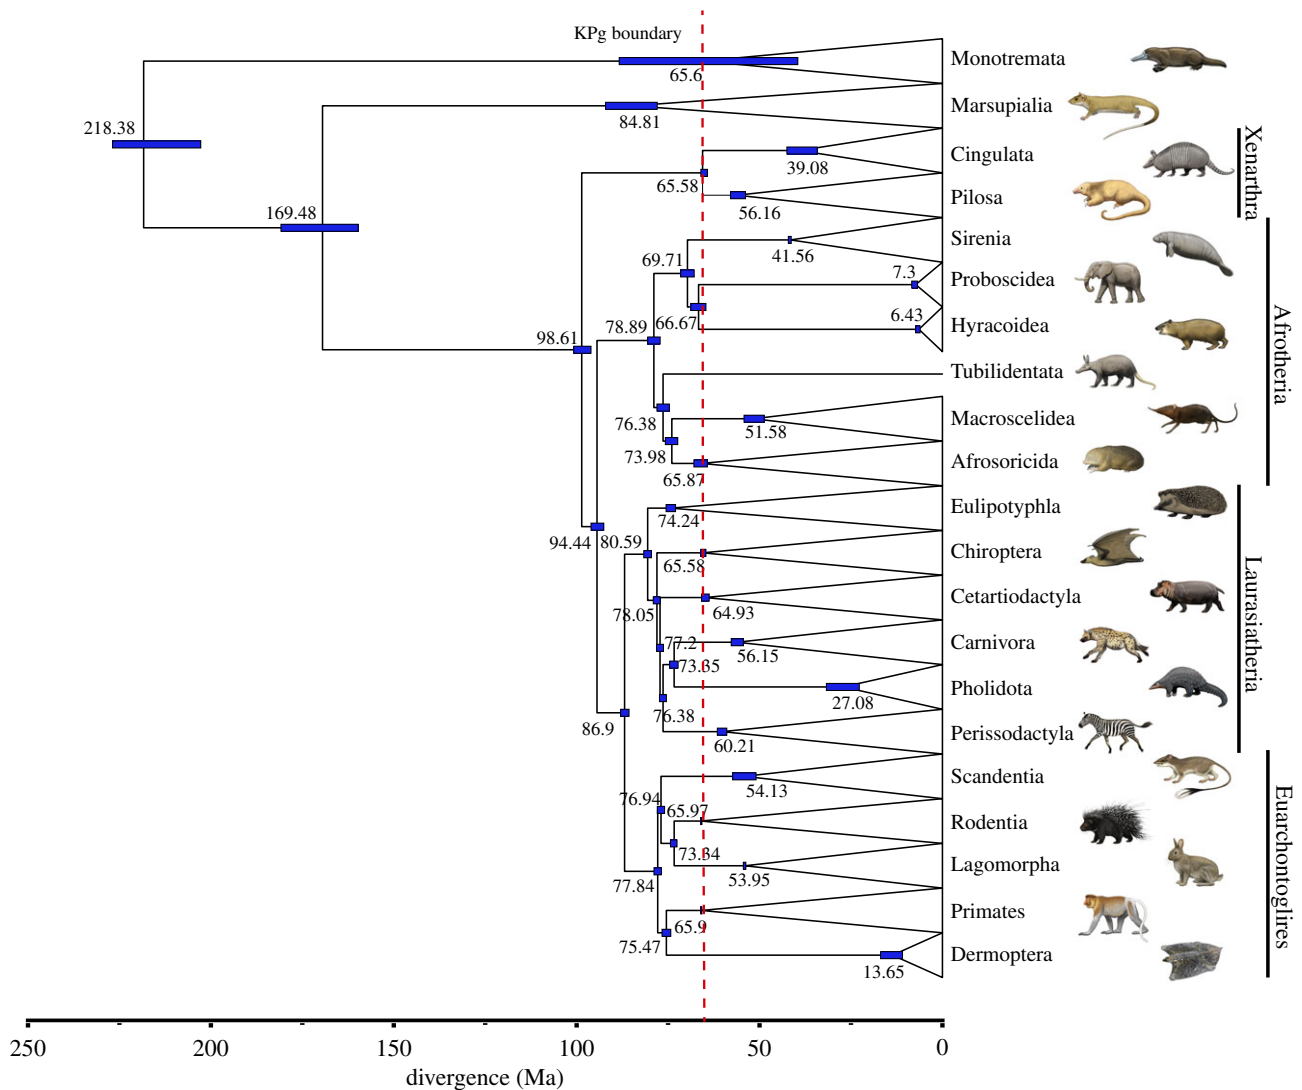 KPg boundary
Monotremata
65.6
Marsupialia
84.81
218.38
Xenarthra
Cingulata
39.08
65.58
Pilosa
56.16
169.48
Sirenia
41.56
69.71
Proboscidea
7.3
Hyracoidea
6.43
66.67
78.89
98.61
Afrotheria
Tubilidentata
76.38
Macroscelidea
51.58
73.98
Afrosoricida
65.87
Eulipotyphla
74.24
94.44
80.59
Chiroptera
65.58
Laurasiatheria
Cetartiodactyla
64.93
78.05
77.2
Carnivora
56.15
73.35
Pholidota
27.08
76.38
86.9
Perissodactyla
60.21
Scandentia
54.13
76.94
65.97
Rodentia
73.34
Lagomorpha
53.95
77.84
Euarchontoglires
Primates
65.9
75.47
Dermoptera
13.65
250
200
150
100
50
0
divergence (Ma)